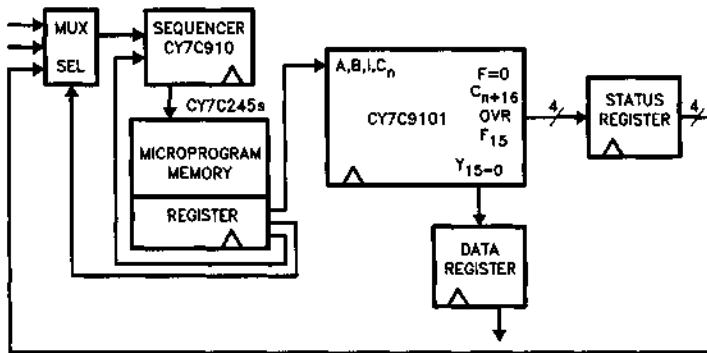 MUX
SEL
SEQUENCER
CY7C910
CY7C245s
MICROPROGRAM
MEMORY
REGISTER
A,B,I,Cn
CY7C9101
F=0
Cn+16
OVR
F15
Y15-0
4
STATUS
REGISTER
4
DATA
REGISTER